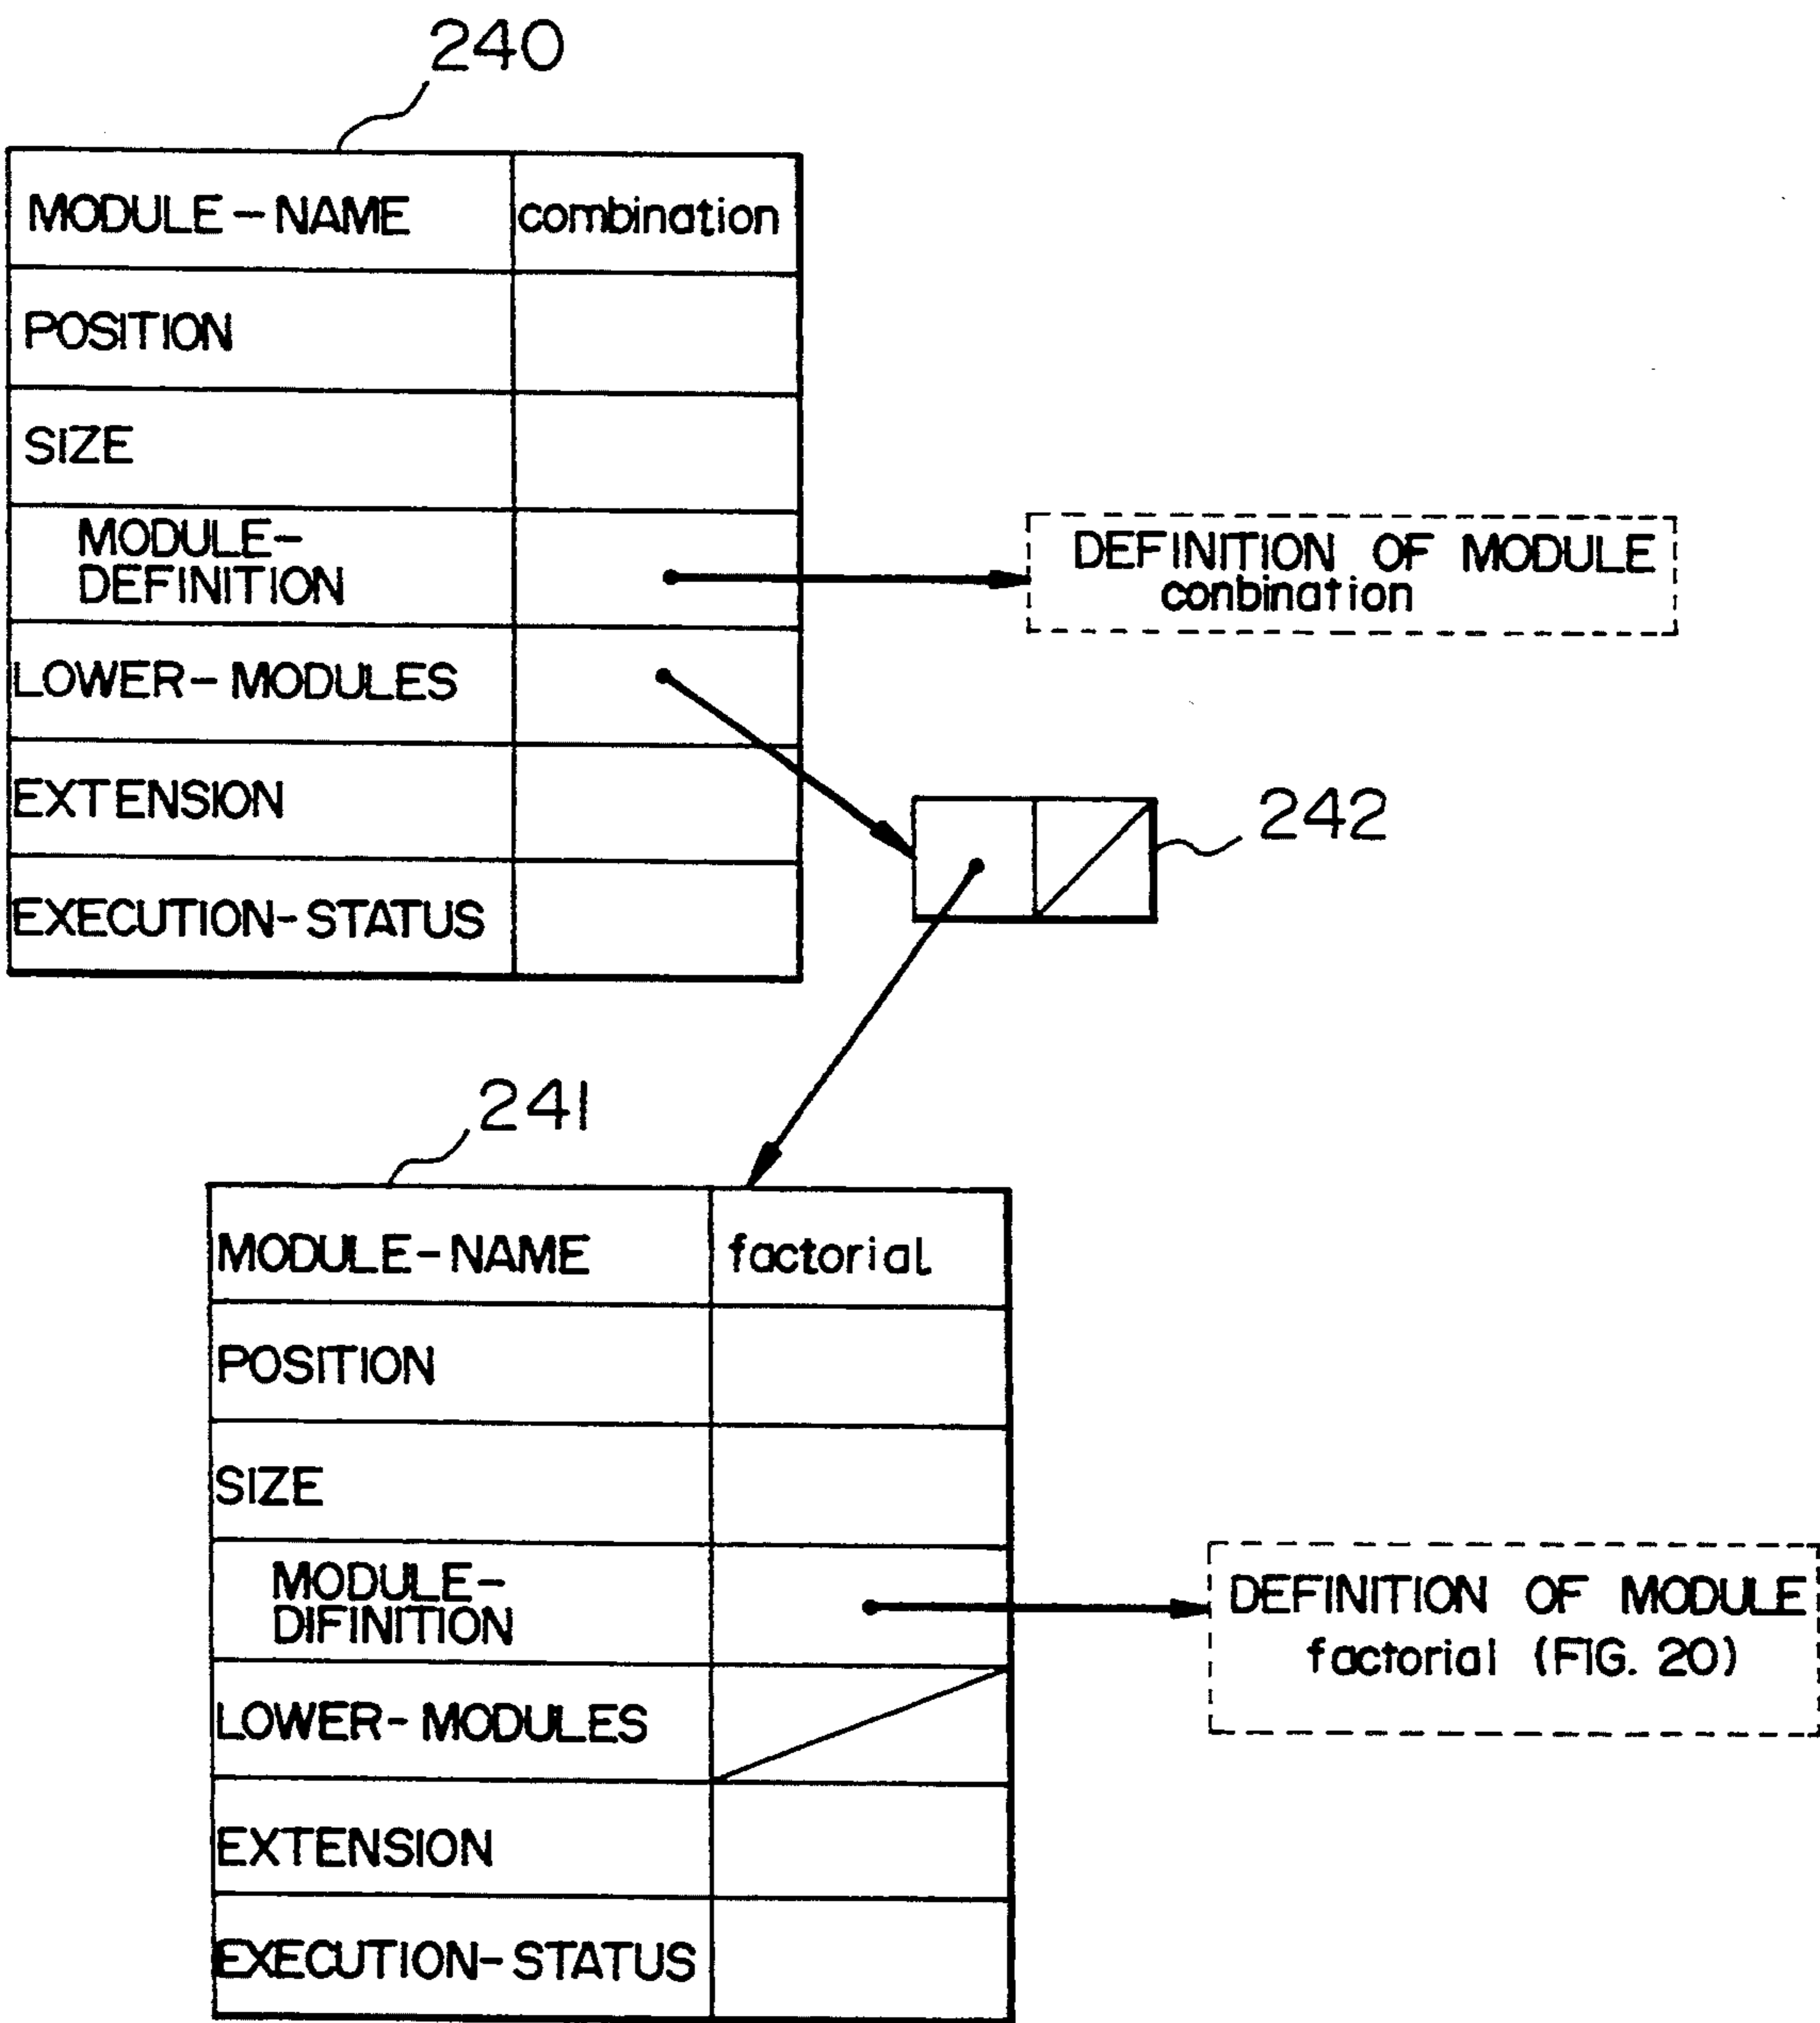 240
MODULE-NAME combination
POSITION
SIZE
MODULE-
DEFINITION
DEFINITION OF MODULE
conbination
LOWER-MODULES
EXTENSION
242
EXECUTION-STATUS
241
MODULE-NAME factorial
POSITION
SIZE
MODULE-
DIFINITION
DEFINITION OF MODULE
factorial (FIG. 20)
LOWER-MODULES
EXTENSION
EXECUTION-STATUS